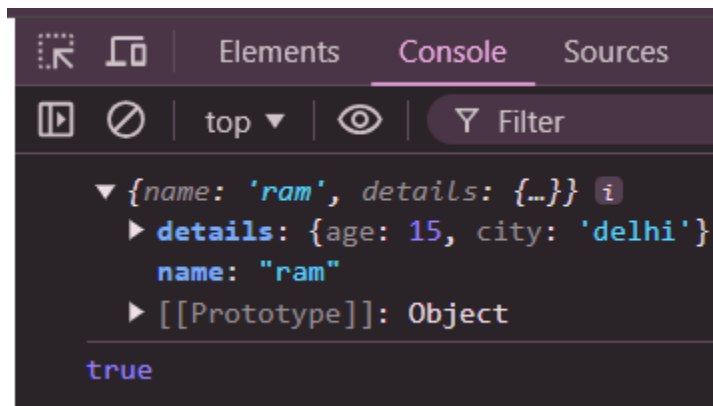 Elements Console Sources
top ▼ Filter
▼ {name: 'ram', details: {…}} i
▶ details: {age: 15, city: 'delhi'}
name: "ram"
▶ [[Prototype]]: Object
true